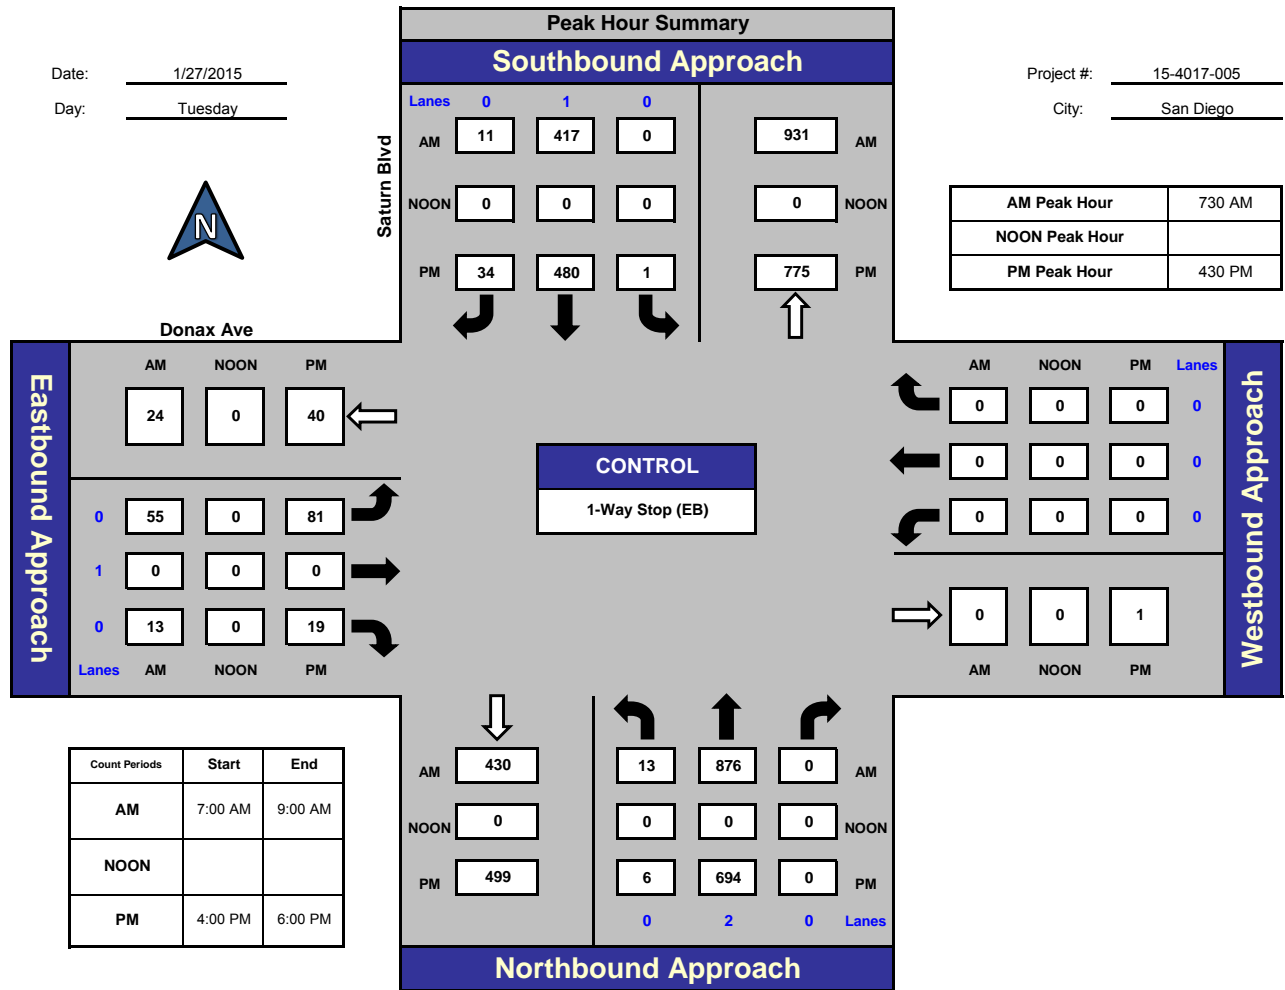 Peak Hour Summary
Southbound Approach
Date: 1/27/2015
Day: Tuesday
Project #: 15-4017-005
City: San Diego
Saturn Blvd
Lanes 0 1 0
AM 11 417 0 931 AM
NOON 0 0 0 0 NOON
PM 34 480 1 775 PM
N
AM Peak Hour 730 AM
NOON Peak Hour
PM Peak Hour 430 PM
Donax Ave
Eastbound Approach
AM NOON PM
24 0 40
0 55 0 81
1 0 0 0
0 13 0 19
Lanes AM NOON PM
CONTROL
1-Way Stop (EB)
AM NOON PM Lanes
0 0 0 0
0 0 0 0
0 0 0 0
0 0 1
AM NOON PM
Westbound Approach
Count Periods Start End
AM 7:00 AM 9:00 AM
NOON
PM 4:00 PM 6:00 PM
AM 430 13 876 0 AM
NOON 0 0 0 0 NOON
PM 499 6 694 0 PM
0 2 0 Lanes
Northbound Approach